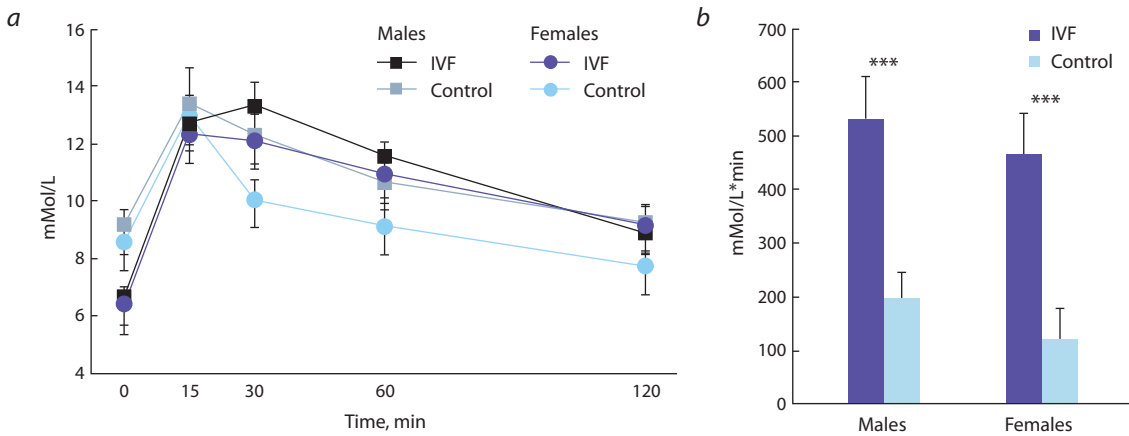 a
Males
Females
IVF
IVF
Control
Control
mMol/L
16
14
12
10
8
6
4
0
15
30
60
120
Time, min
b
IVF
Control
mMol/L*min
700
600
500
400
300
200
100
0
***
***
Males
Females